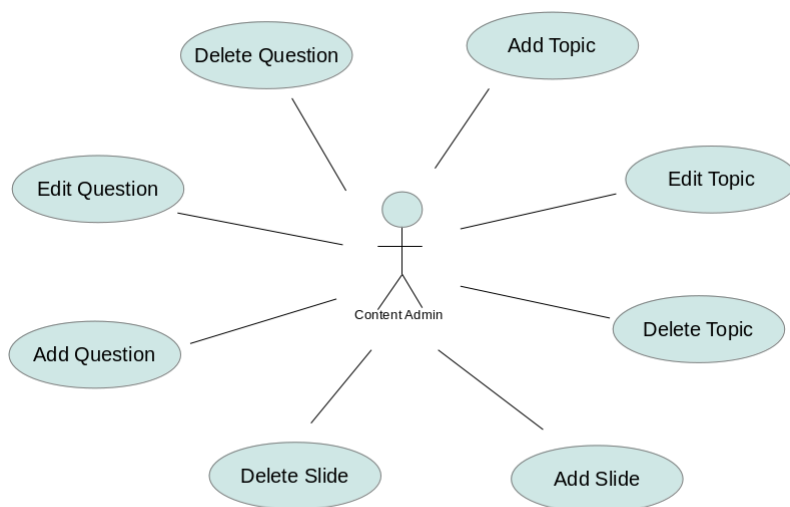 Delete Question
Add Topic
Edit Question
Edit Topic
Content Admin
Add Question
Delete Topic
Delete Slide
Add Slide